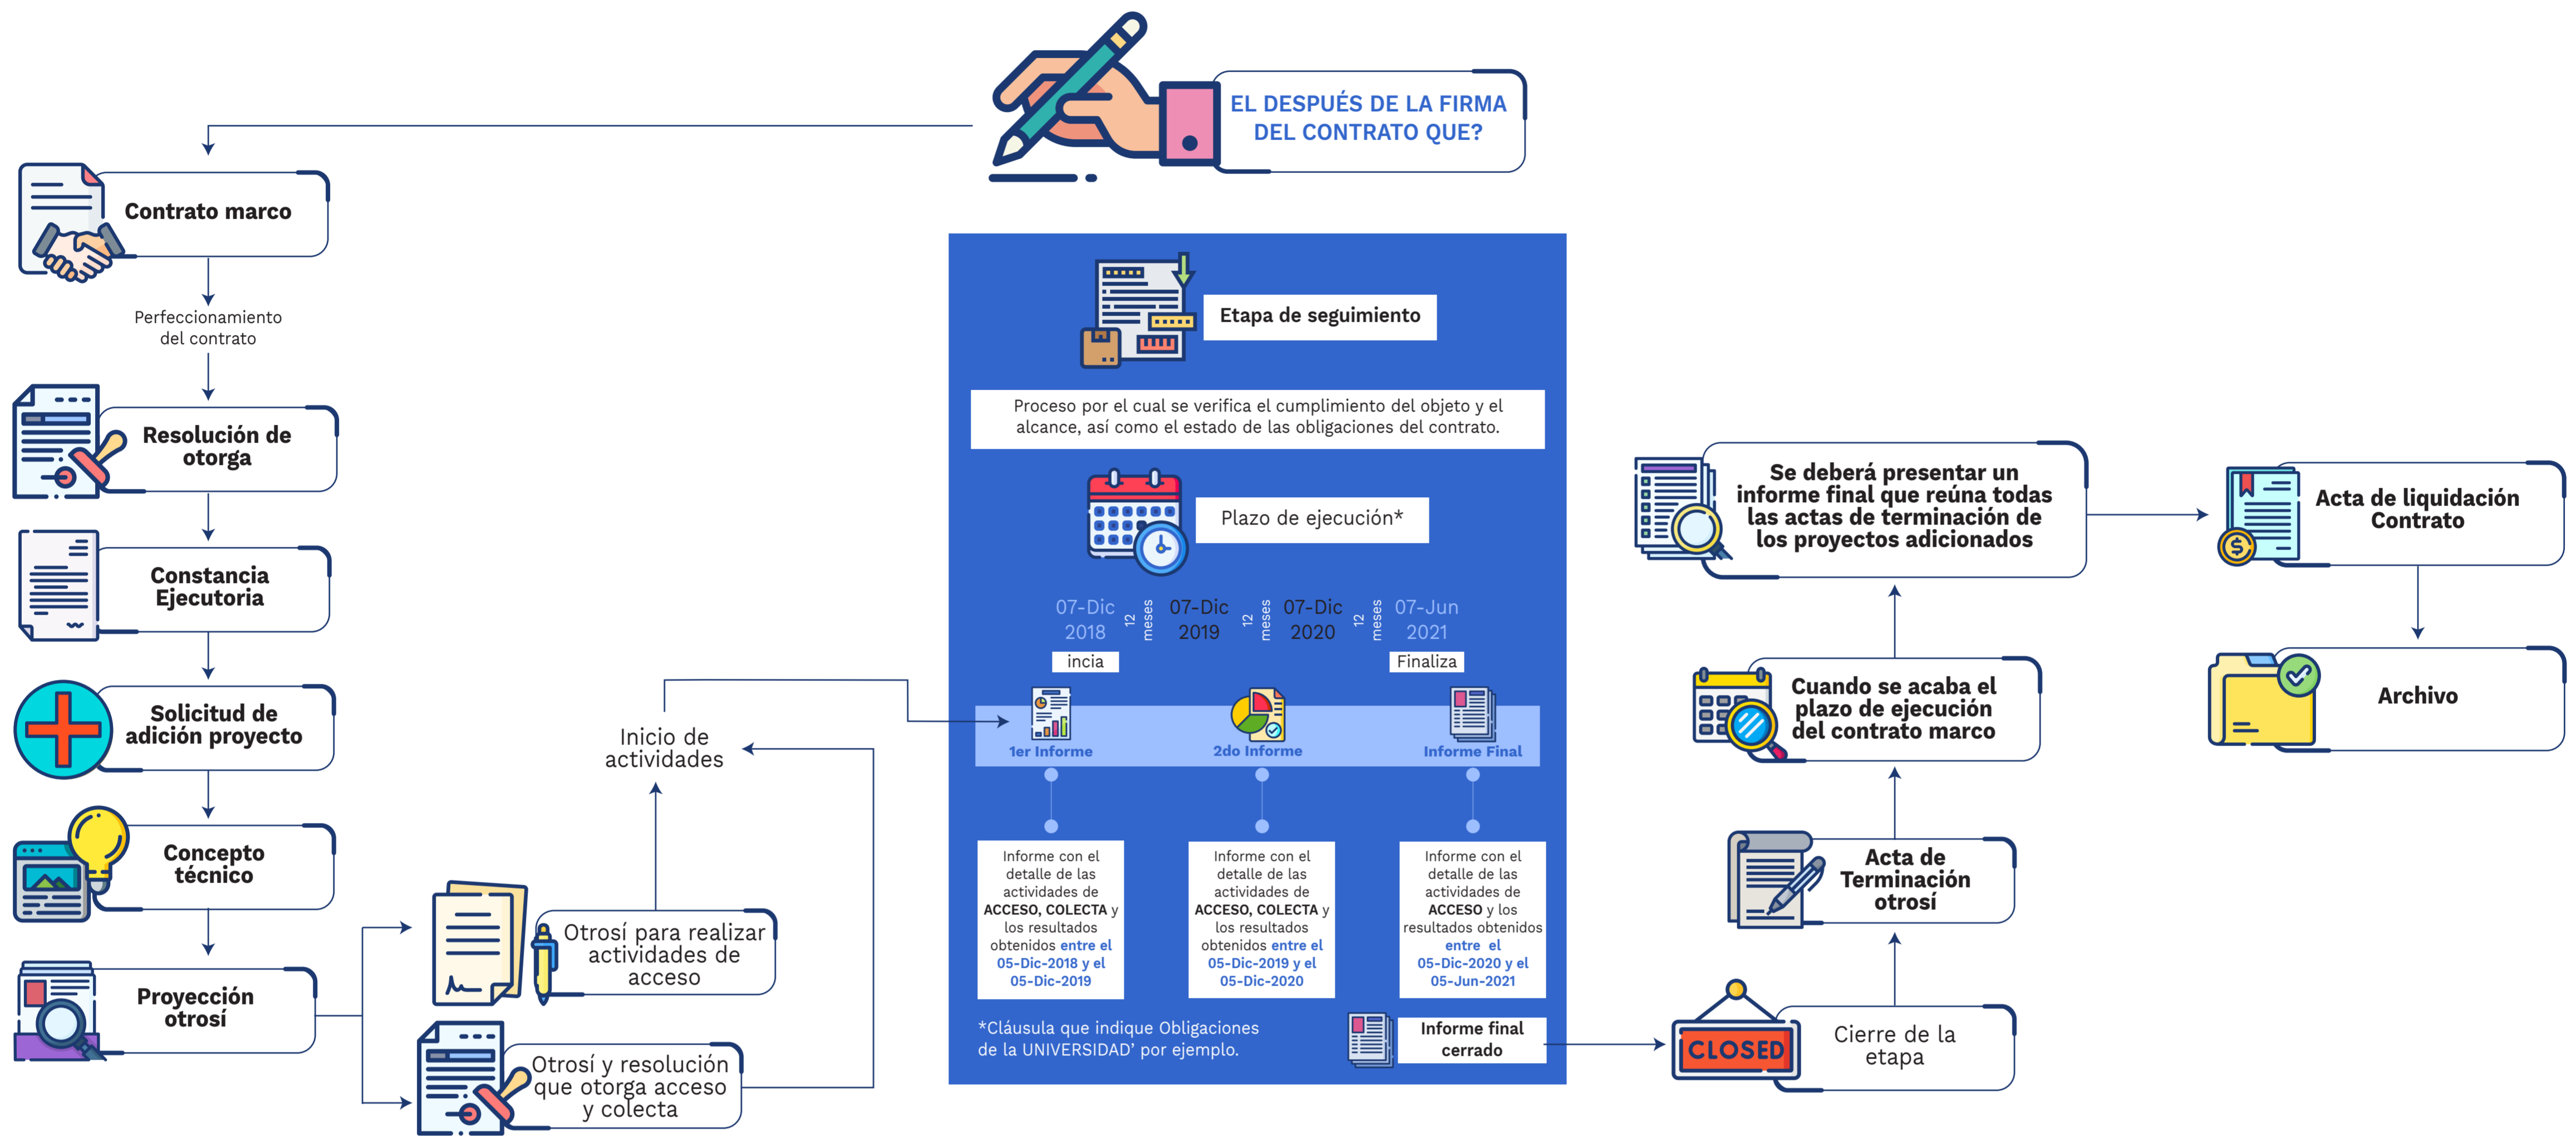 EL DESPUÉS DE LA FIRMA
DEL CONTRATO QUE?
Contrato marco
Perfeccionamiento
del contrato
Resolución de
otorga
Constancia
Ejecutoria
Solicitud de
adición proyecto
Concepto
técnico
Proyección
otrosí
Otrosí para realizar
actividades de
acceso
Otrosí y resolución
que otorga acceso
y colecta
Inicio de
actividades
Etapa de seguimiento
Proceso por el cual se verifica el cumplimiento del objeto y el
alcance, así como el estado de las obligaciones del contrato.
Plazo de ejecución*
07-Dic
2018
12
meses
07-Dic
2019
12
meses
07-Dic
2020
12
meses
07-Jun
2021
incia
Finaliza
1er Informe
2do Informe
Informe Final
Informe con el
detalle de las
actividades de
ACCESO, COLECTA y
los resultados
obtenidos entre el
05-Dic-2018 y el
05-Dic-2019
Informe con el
detalle de las
actividades de
ACCESO, COLECTA y
los resultados
obtenidos entre el
05-Dic-2019 y el
05-Dic-2020
Informe con el
detalle de las
actividades de
ACCESO y los
resultados obtenidos
entre el
05-Dic-2020 y el
05-Jun-2021
*Cláusula que indique Obligaciones
de la UNIVERSIDAD' por ejemplo.
Informe final
cerrado
CLOSED
Cierre de la
etapa
Acta de
Terminación
otrosí
Cuando se acaba el
plazo de ejecución
del contrato marco
Se deberá presentar un
informe final que reúna todas
las actas de terminación de
los proyectos adicionados
Acta de liquidación
Contrato
$
Archivo